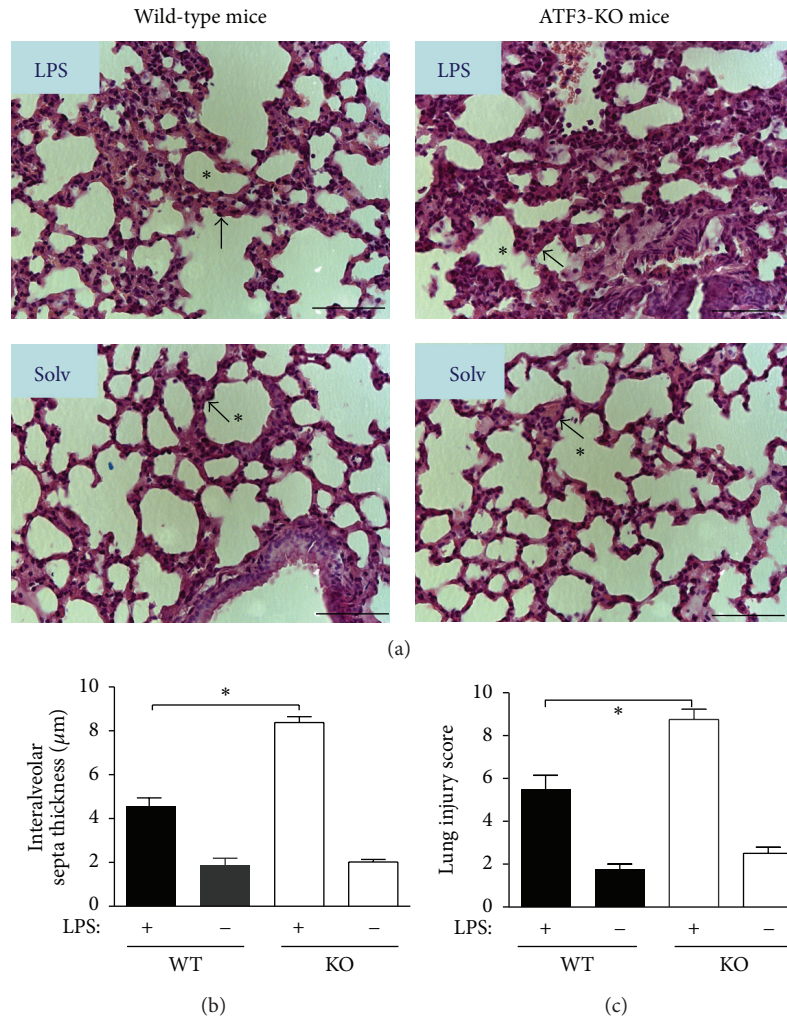 Wild-type mice
ATF3-KO mice
LPS
*
LPS
*
Solv
*
Solv
*
(a)
Interalveolar
septa thickness (μm)
10
8
6
4
2
0
*
LPS:
+
−
+
−
WT
KO
(b)
Lung injury score
10
8
6
4
2
0
*
LPS:
+
−
+
−
WT
KO
(c)